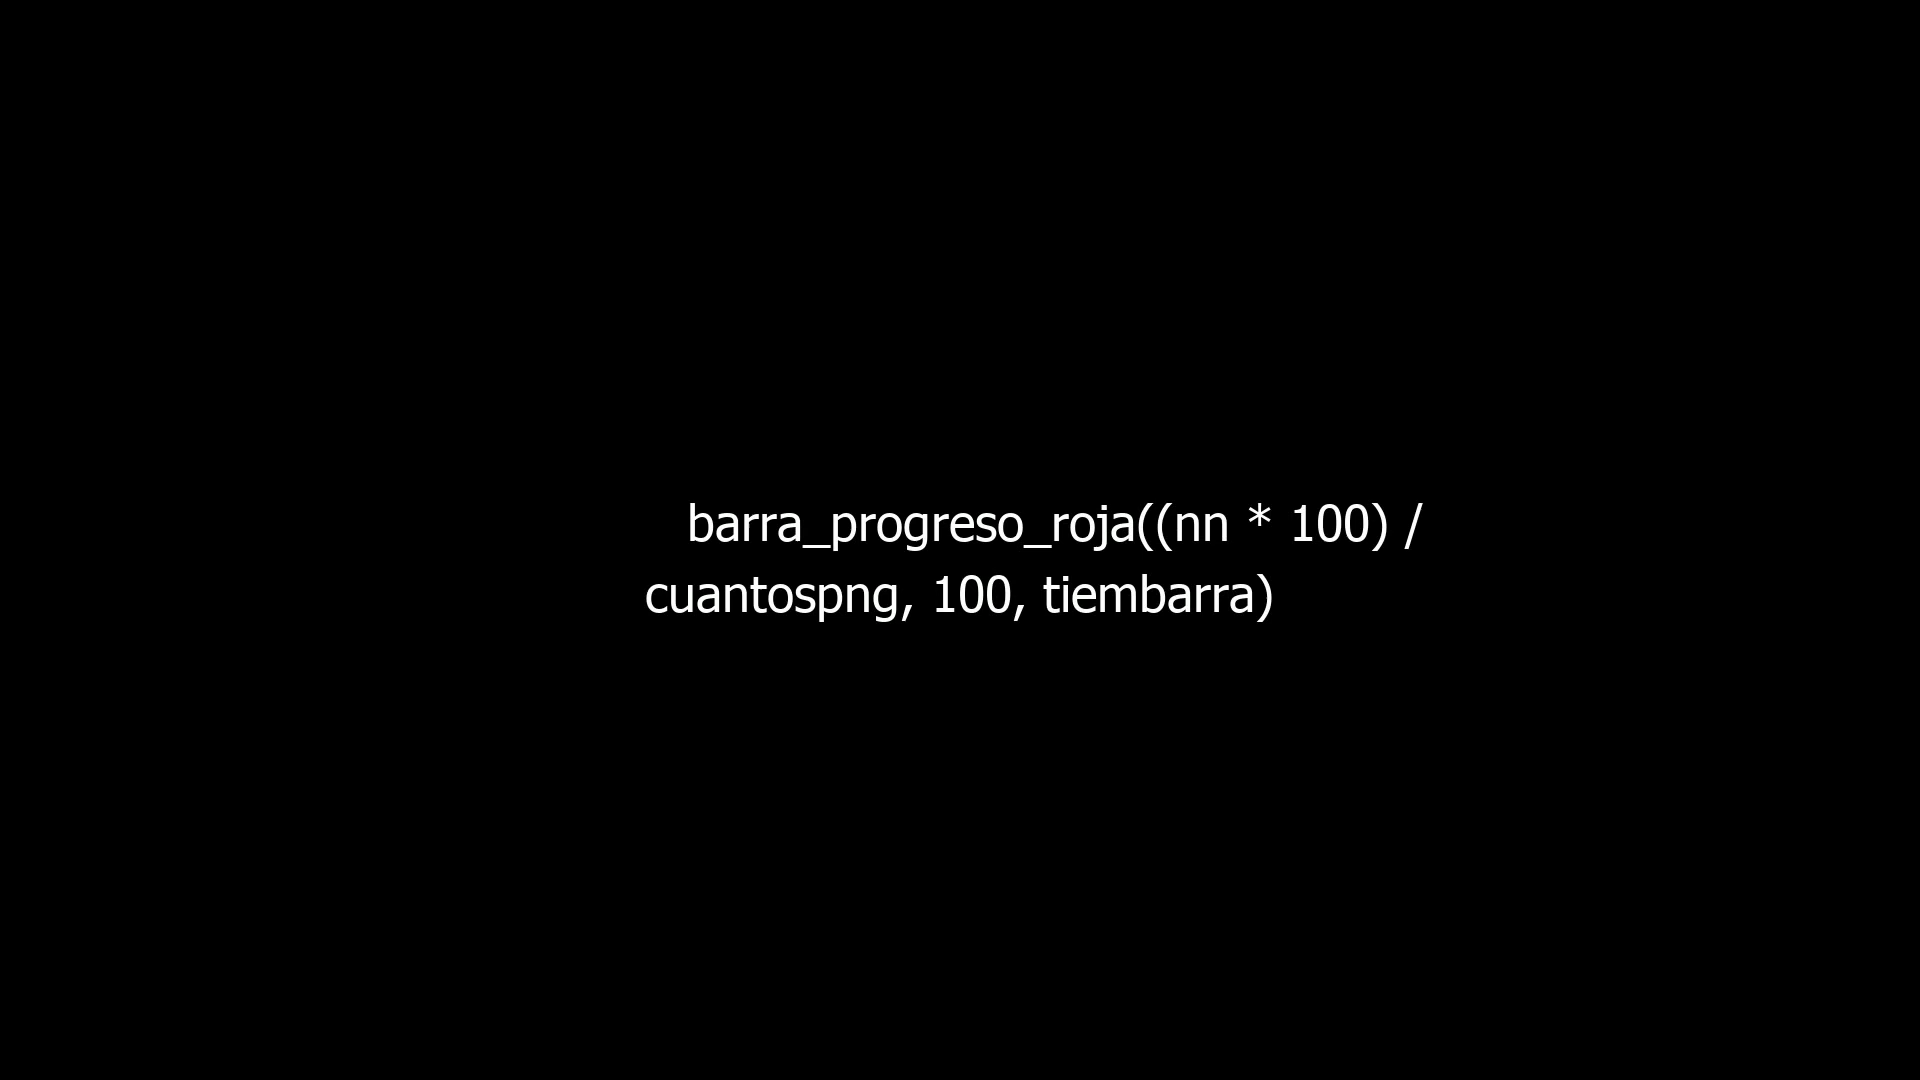 barra_progreso_roja((nn * 100) /
cuantospng, 100, tiembarra)